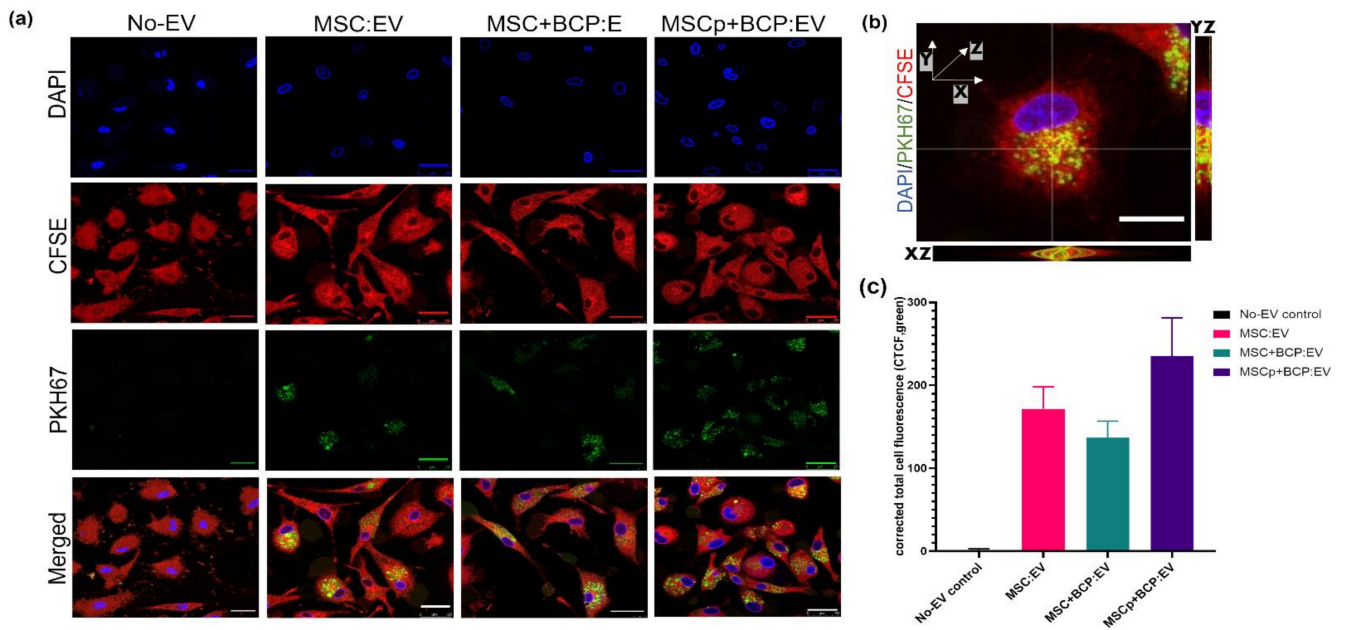 (a)
No-EV MSC:EV MSC+BCP:E MSCp+BCP:EV
DAPI
CFSE
PKH67
Merged
(b)
YZ
DAPI/PKH67/CFSE
Y
Z
X
XZ
(c)
corrected total cell fluorescence (CTCF,green)
300
200
100
0
No-EV control
MSC:EV
MSC+BCP:EV
MSCp+BCP:EV
No-EV control
MSC:EV
MSC+BCP:EV
MSCp+BCP:EV